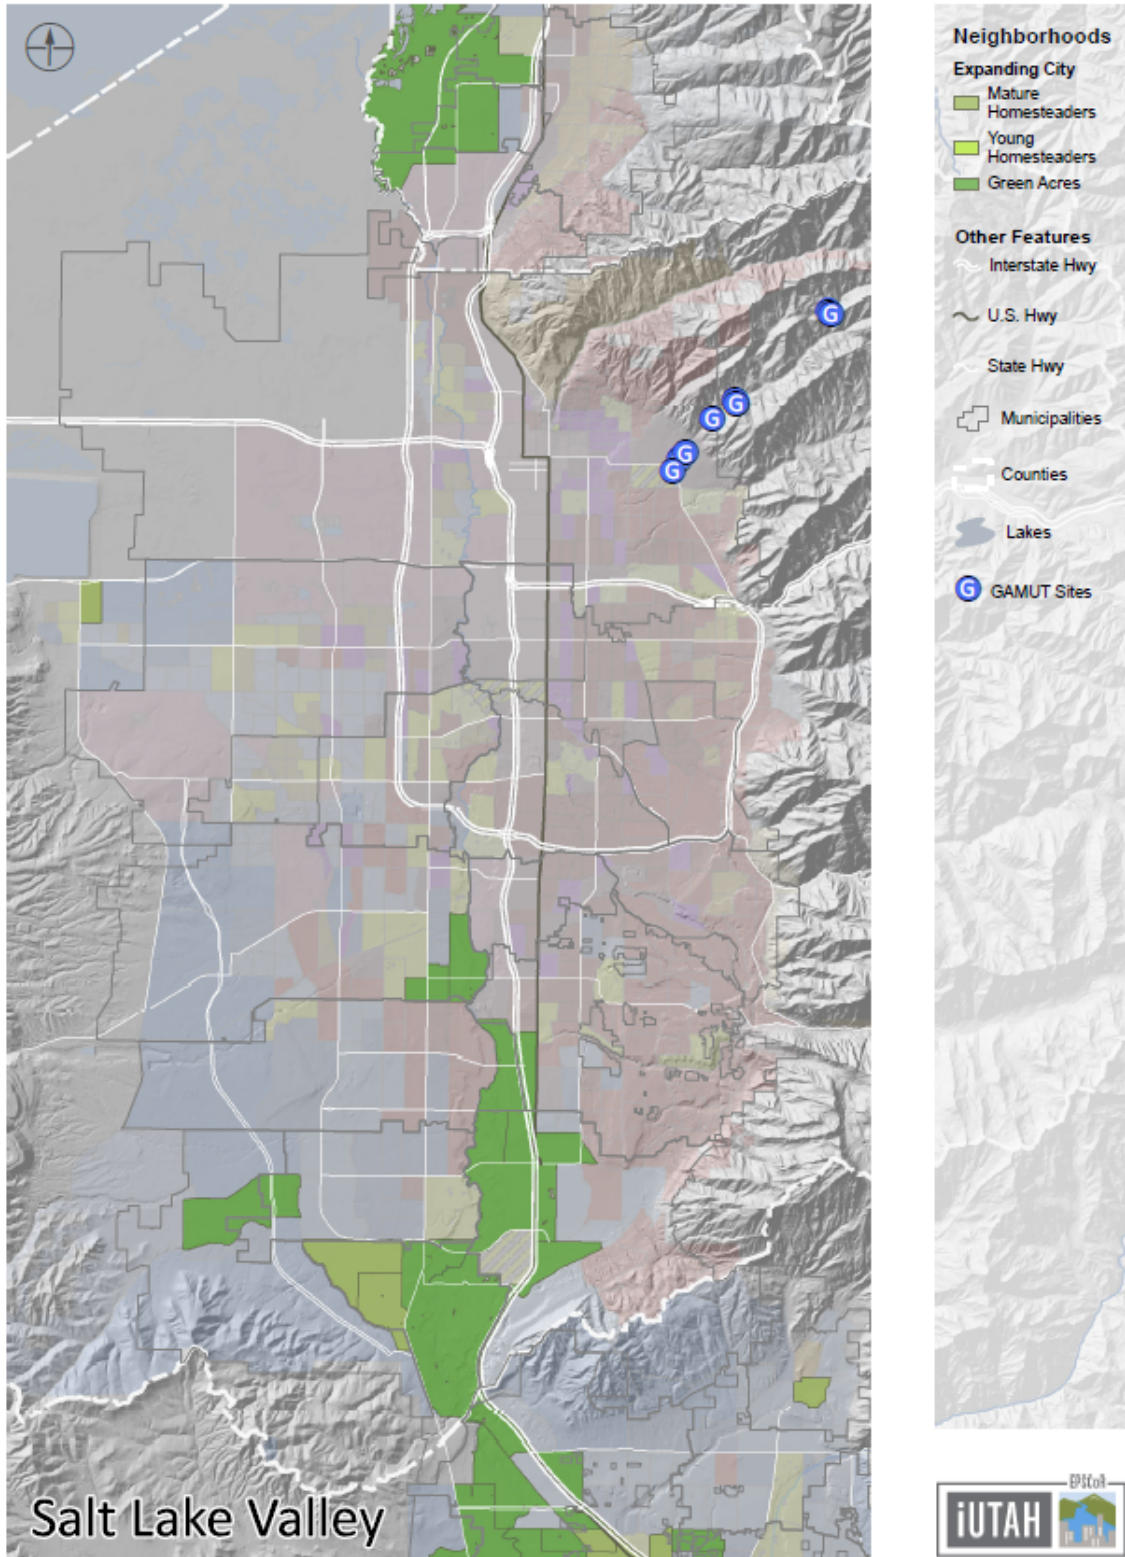 Neighborhoods
Expanding City
Mature
Homesteaders
Young
Homesteaders
Green Acres
Other Features
Interstate Hwy
U.S. Hwy
State Hwy
Municipalities
Counties
Lakes
G GAMUT Sites
G
G
G
G
G
Salt Lake Valley
EPSCoR
iUTAH